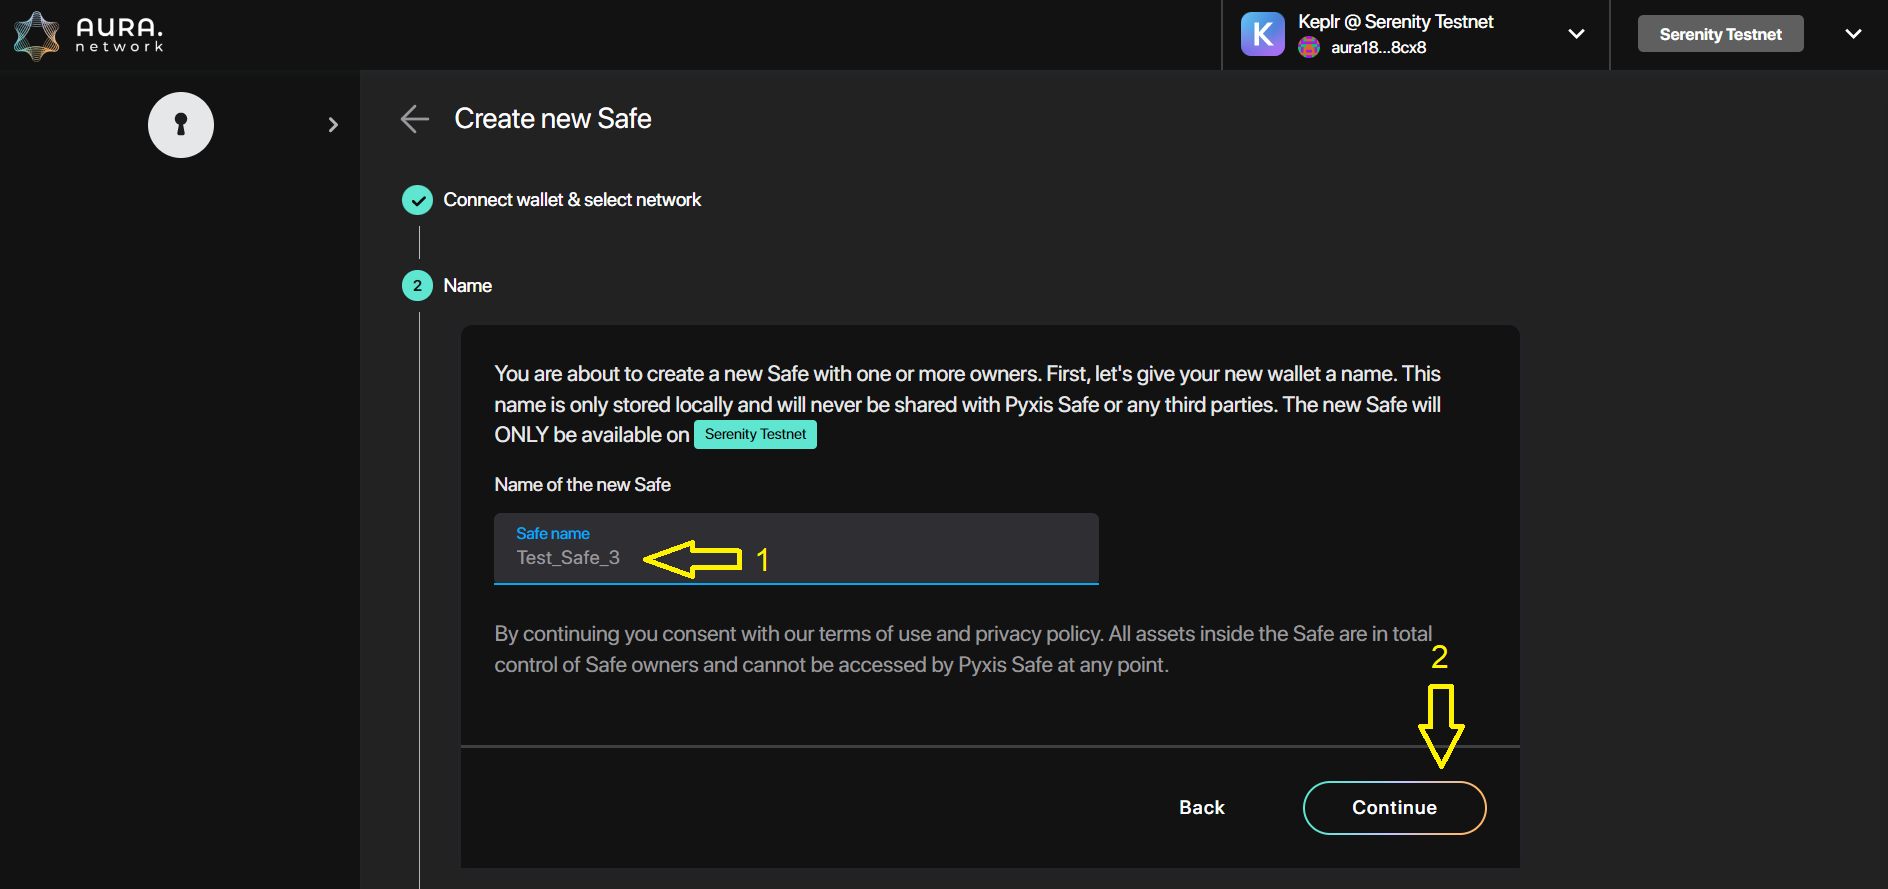 AURA.
network
K
Keplr @ Serenity Testnet
aura18...8cx8
Serenity Testnet
Create new Safe
Connect wallet & select network
2 Name
You are about to create a new Safe with one or more owners. First, let's give your new wallet a name. This
name is only stored locally and will never be shared with Pyxis Safe or any third parties. The new Safe will
ONLY be available on Serenity Testnet
Name of the new Safe
Safe name
Test_Safe_3
1
By continuing you consent with our terms of use and privacy policy. All assets inside the Safe are in total
control of Safe owners and cannot be accessed by Pyxis Safe at any point.
2
Back
Continue